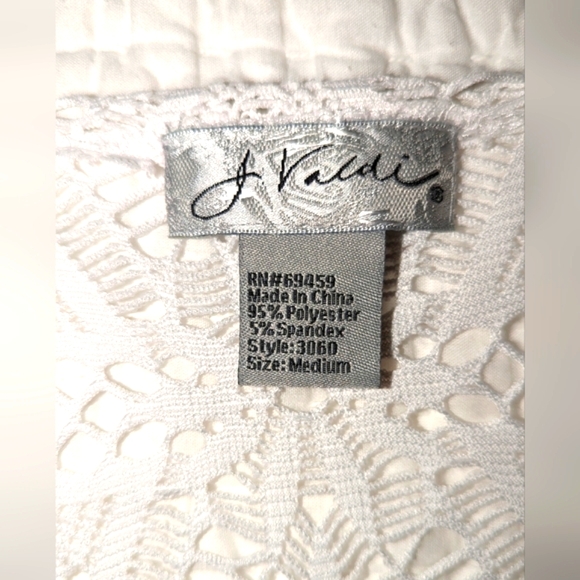 J Valdi ®
RN#69459
Made In China
95% Polyester
5% Spandex
Style:3060
Size:Medium